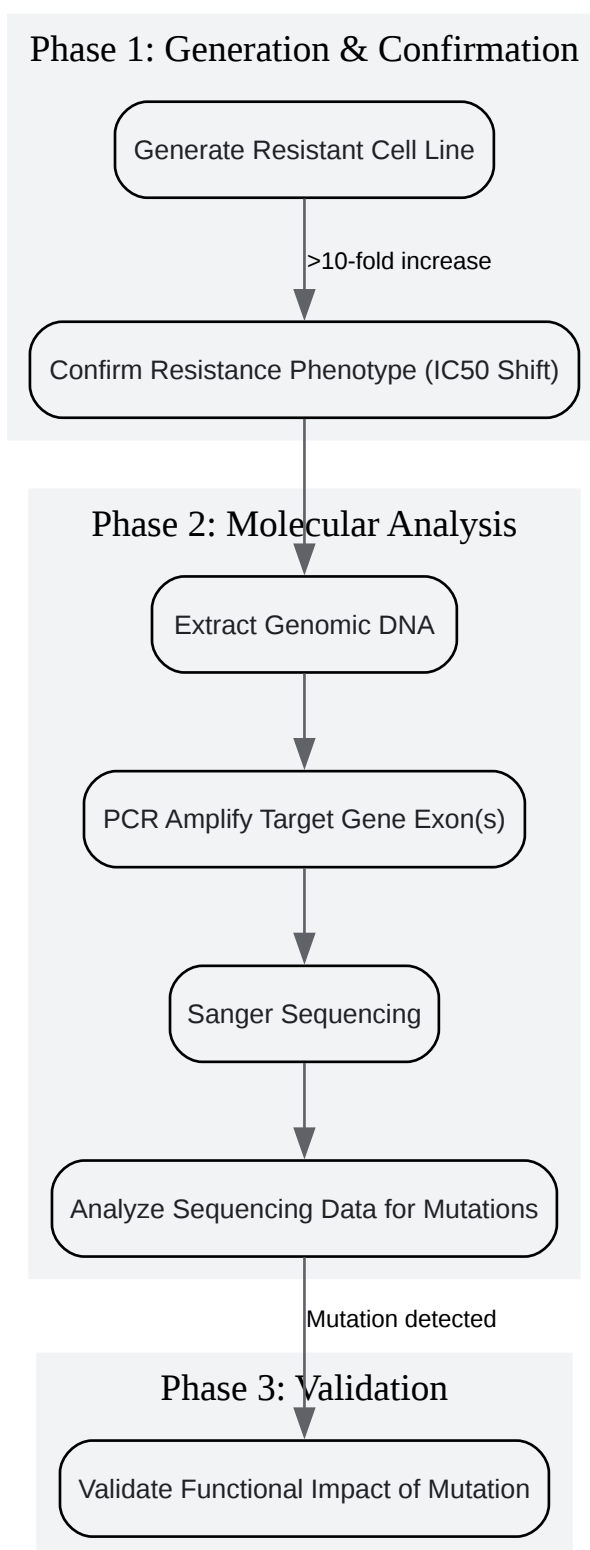 Phase 1: Generation & Confirmation
Generate Resistant Cell Line
>10-fold increase
Confirm Resistance Phenotype (IC50 Shift)
Phase 2: Molecular Analysis
Extract Genomic DNA
PCR Amplify Target Gene Exon(s)
Sanger Sequencing
Analyze Sequencing Data for Mutations
Mutation detected
Phase 3: Validation
Validate Functional Impact of Mutation